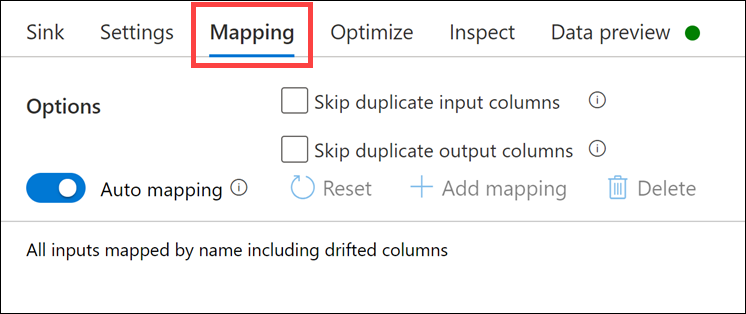 Sink Settings Mapping Optimize Inspect Data preview
Options
Skip duplicate input columns
Skip duplicate output columns
Auto mapping Reset Add mapping Delete
All inputs mapped by name including drifted columns